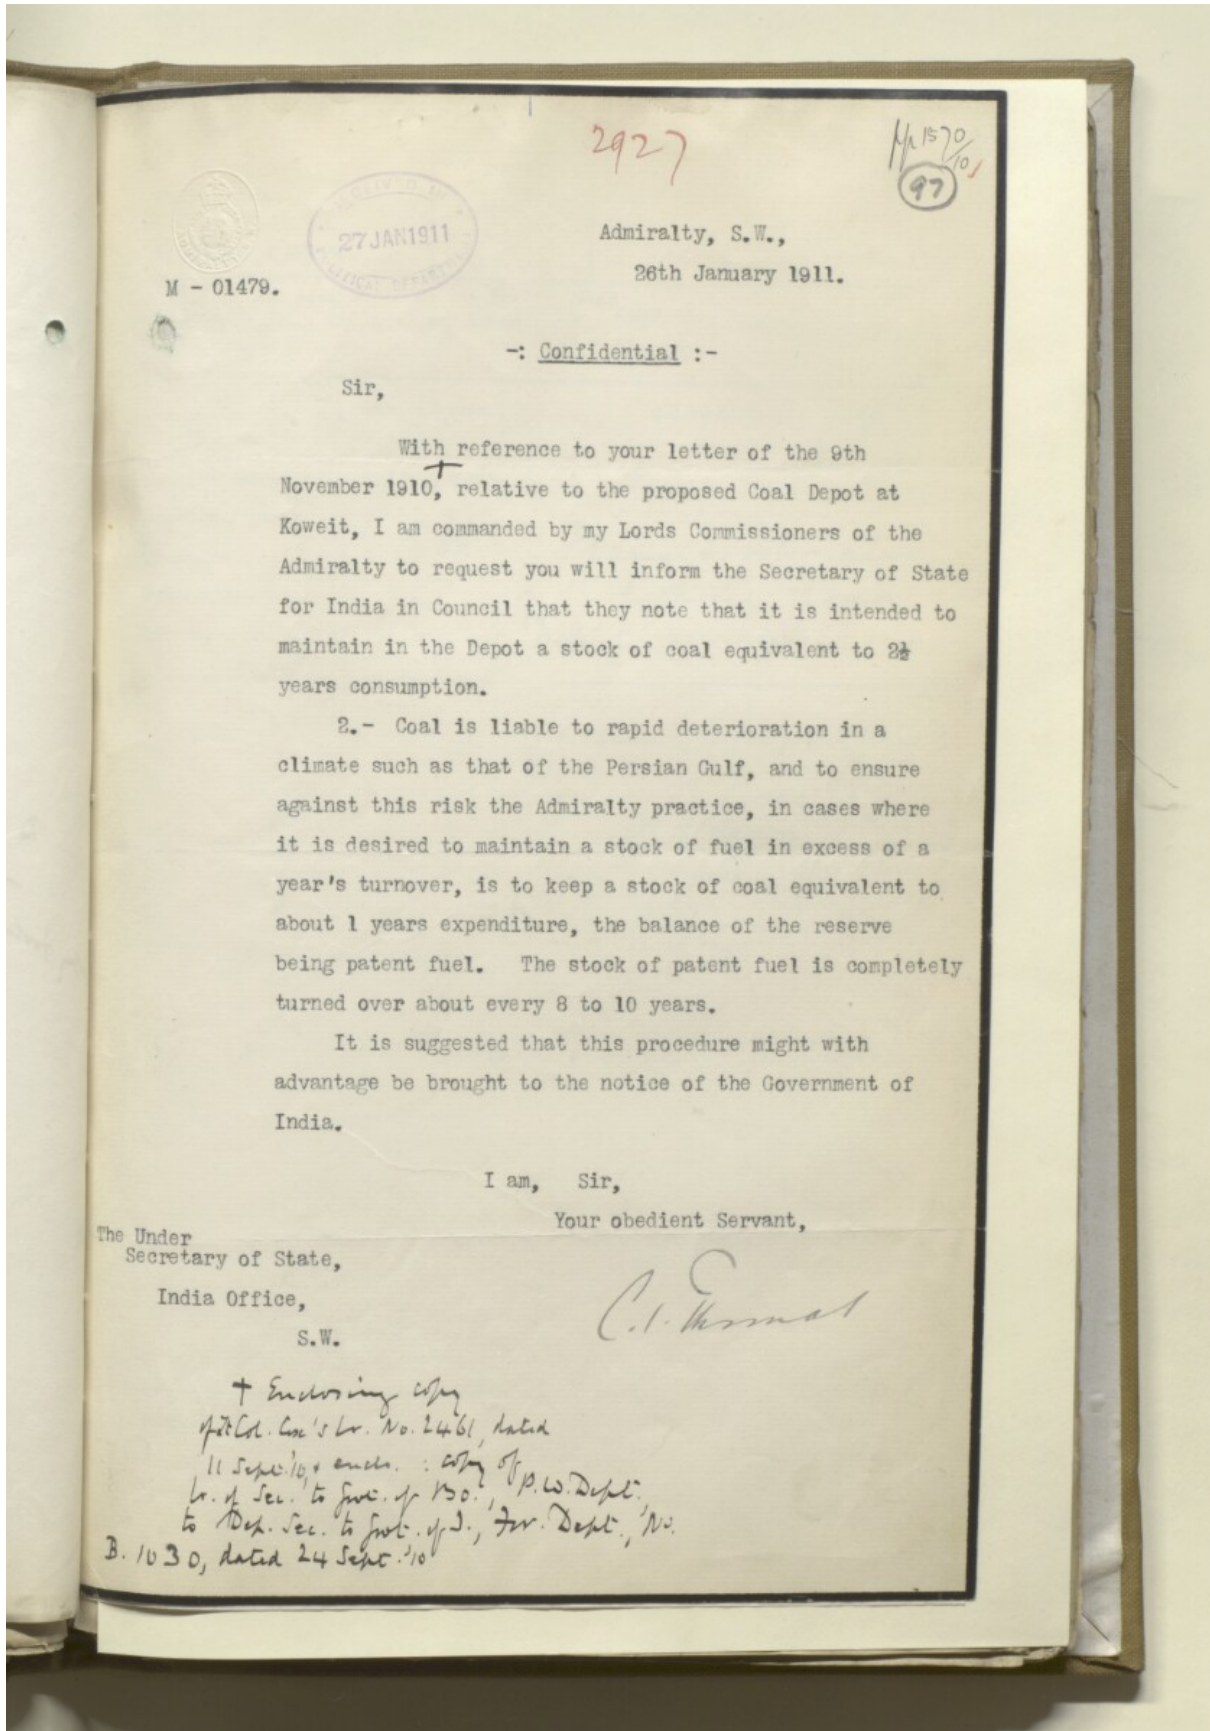 2927
1570/10
97
RECEIVED
27 JAN 1911
POLITICAL DEPARTMENT
Admiralty, S.W.,
26th January 1911.
M - 01479.
-: Confidential :-
Sir,
With reference to your letter of the 9th
November 1910,† relative to the proposed Coal Depot at
Koweit, I am commanded by my Lords Commissioners of the
Admiralty to request you will inform the Secretary of State
for India in Council that they note that it is intended to
maintain in the Depot a stock of coal equivalent to 2½
years consumption.
2.- Coal is liable to rapid deterioration in a
climate such as that of the Persian Gulf, and to ensure
against this risk the Admiralty practice, in cases where
it is desired to maintain a stock of fuel in excess of a
year's turnover, is to keep a stock of coal equivalent to
about 1 years expenditure, the balance of the reserve
being patent fuel. The stock of patent fuel is completely
turned over about every 8 to 10 years.
It is suggested that this procedure might with
advantage be brought to the notice of the Government of
India.
I am, Sir,
Your obedient Servant,
The Under
Secretary of State,
India Office,
S.W.
† Enclosing copy
of Lt Col. Cox's Lr. No. 2461, dated
11 Sept. '10, & encls. : copy of
Lr. of Sec. to Govt. of Bo., P.W. Dept.,
to Dep. Sec. to Govt. of I., For. Dept., No.
B. 1030, dated 24 Sept. '10